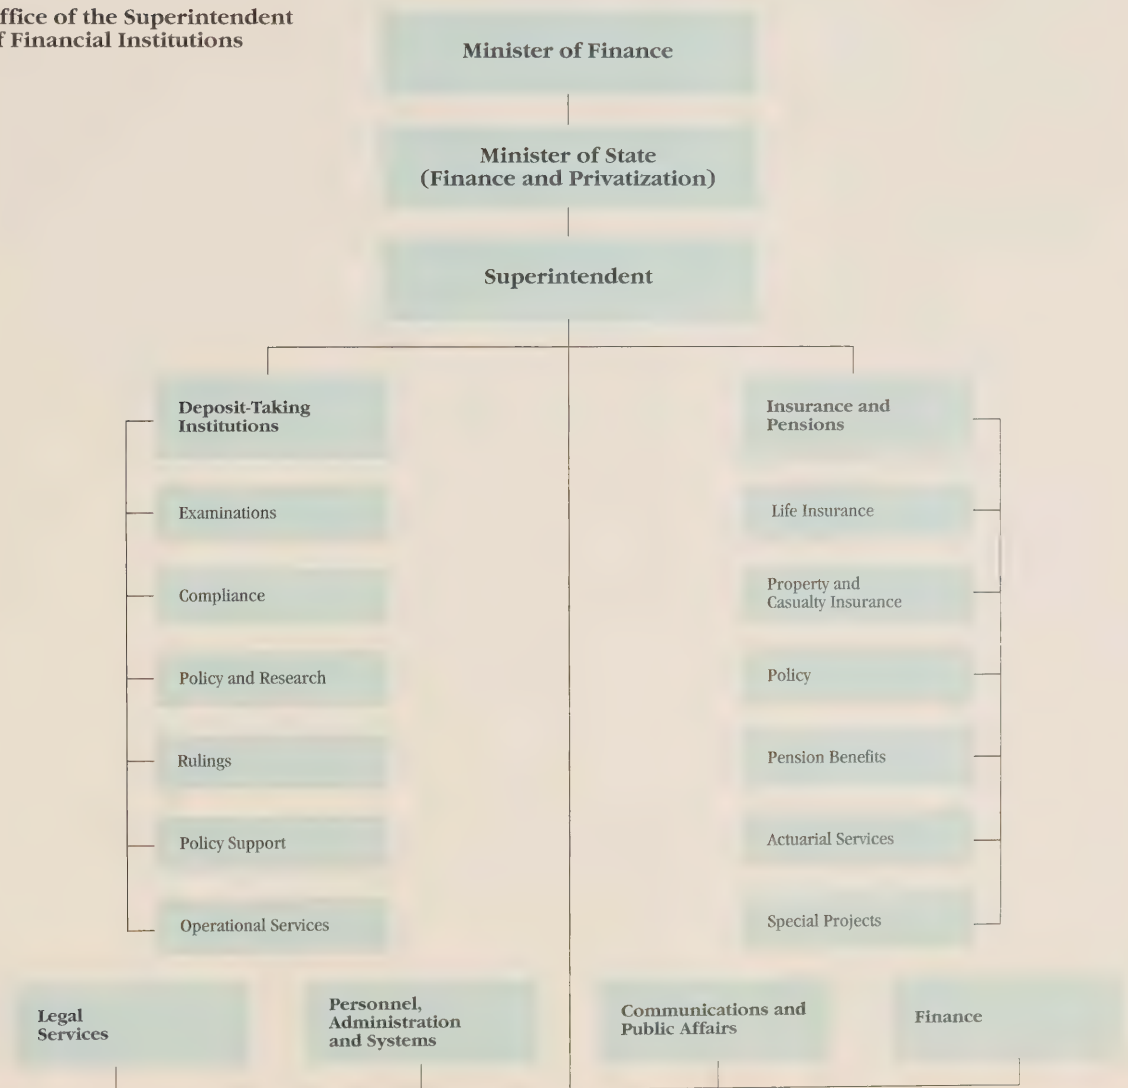 ffice of the Superintendent
f Financial Institutions
Minister of Finance
Minister of State
(Finance and Privatization)
Superintendent
Deposit-Taking
Institutions
Examinations
Compliance
Policy and Research
Rulings
Policy Support
Operational Services
Insurance and
Pensions
Life Insurance
Property and
Casualty Insurance
Policy
Pension Benefits
Actuarial Services
Special Projects
Legal
Services
Personnel,
Administration
and Systems
Communications and
Public Affairs
Finance